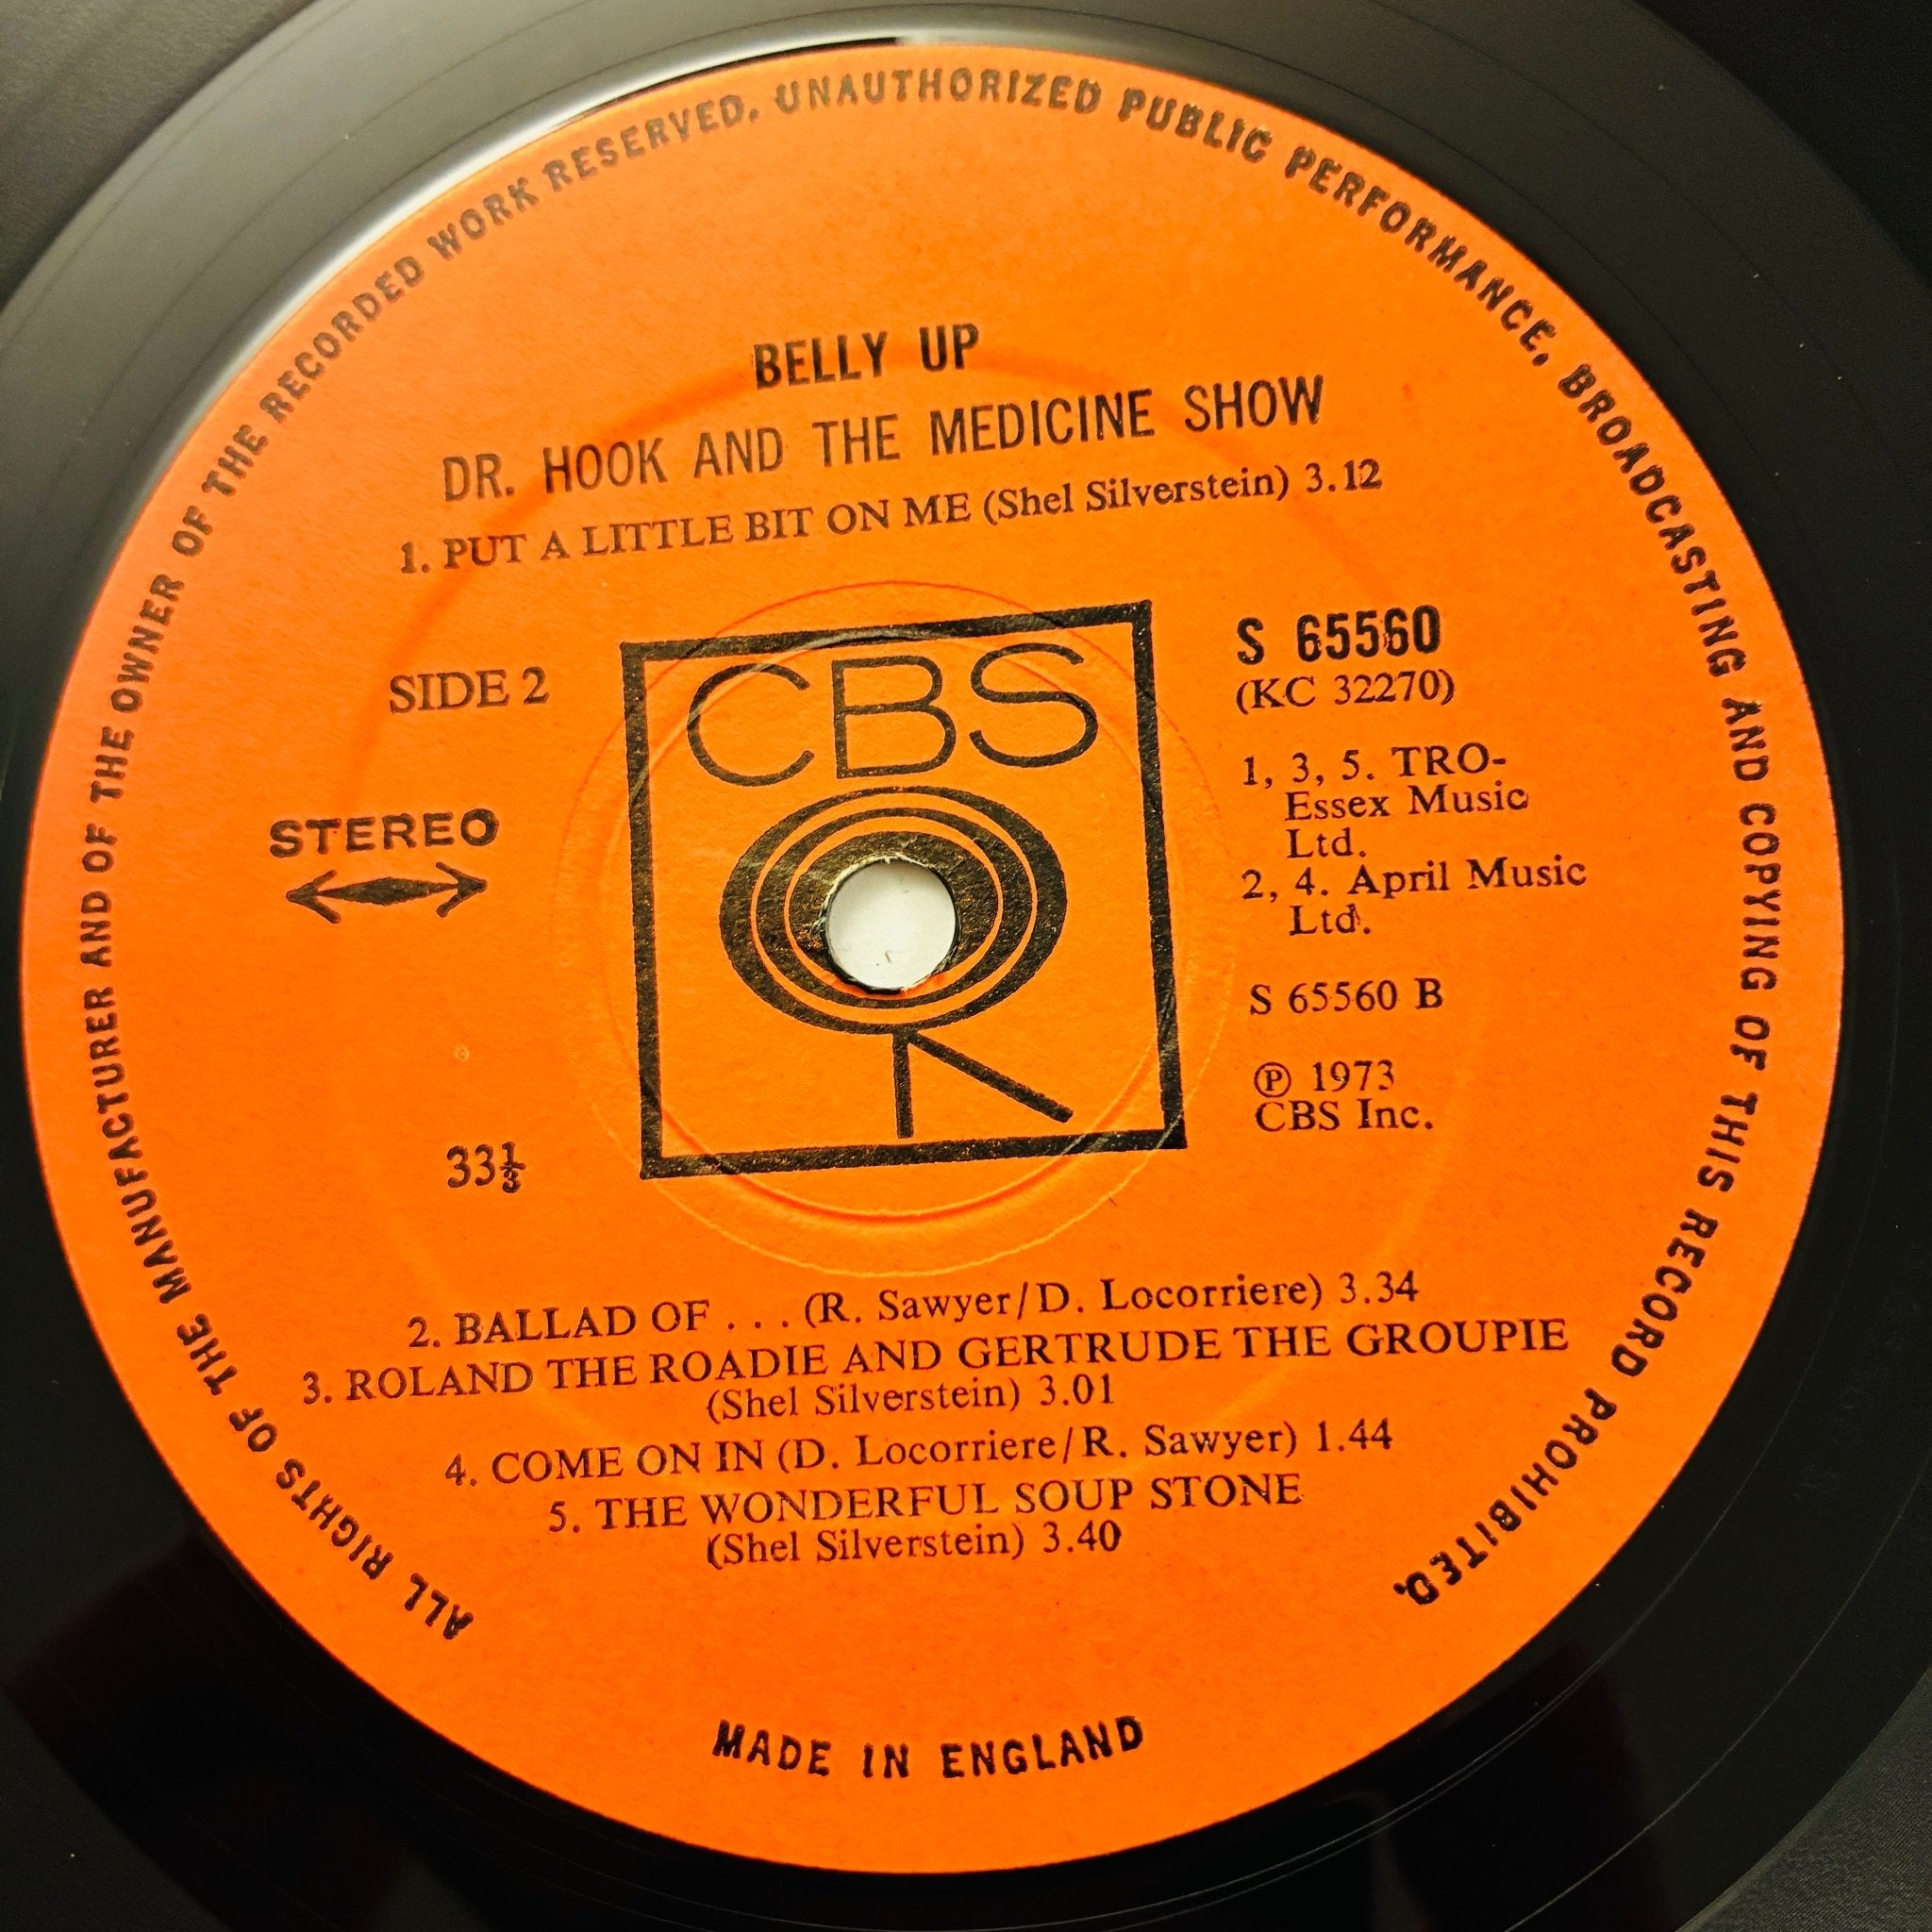 ALL RIGHTS OF THE MANUFACTURER AND OF THE OWNER OF THE RECORDED WORK RESERVED. UNAUTHORIZED PUBLIC PERFORMANCE, BROADCASTING AND COPYING OF THIS RECORD PROHIBITED.
BELLY UP
DR. HOOK AND THE MEDICINE SHOW
1. PUT A LITTLE BIT ON ME (Shel Silverstein) 3.12
SIDE 2
STEREO
33⅓
CBS
S 65560
(KC 32270)
1, 3, 5. TRO-
Essex Music
Ltd.
2, 4. April Music
Ltd.
S 65560 B
Ⓟ 1973
CBS Inc.
2. BALLAD OF . . . (R. Sawyer/D. Locorriere) 3.34
3. ROLAND THE ROADIE AND GERTRUDE THE GROUPIE
(Shel Silverstein) 3.01
4. COME ON IN (D. Locorriere/R. Sawyer) 1.44
5. THE WONDERFUL SOUP STONE
(Shel Silverstein) 3.40
MADE IN ENGLAND